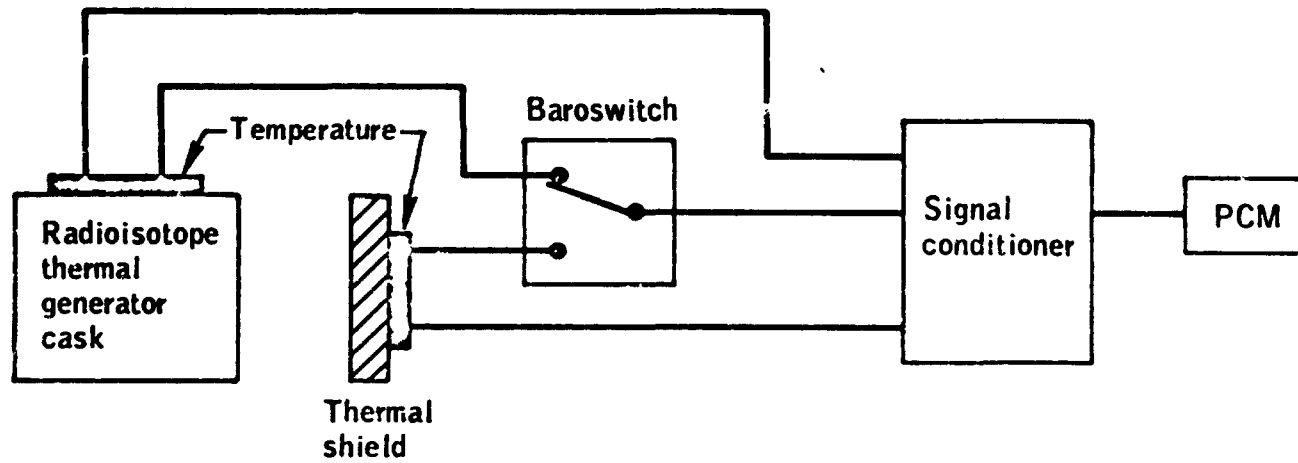 Baroswitch
Temperature
Radioisotope
thermal
generator
cask
Signal
conditioner
PCM
Thermal
shield